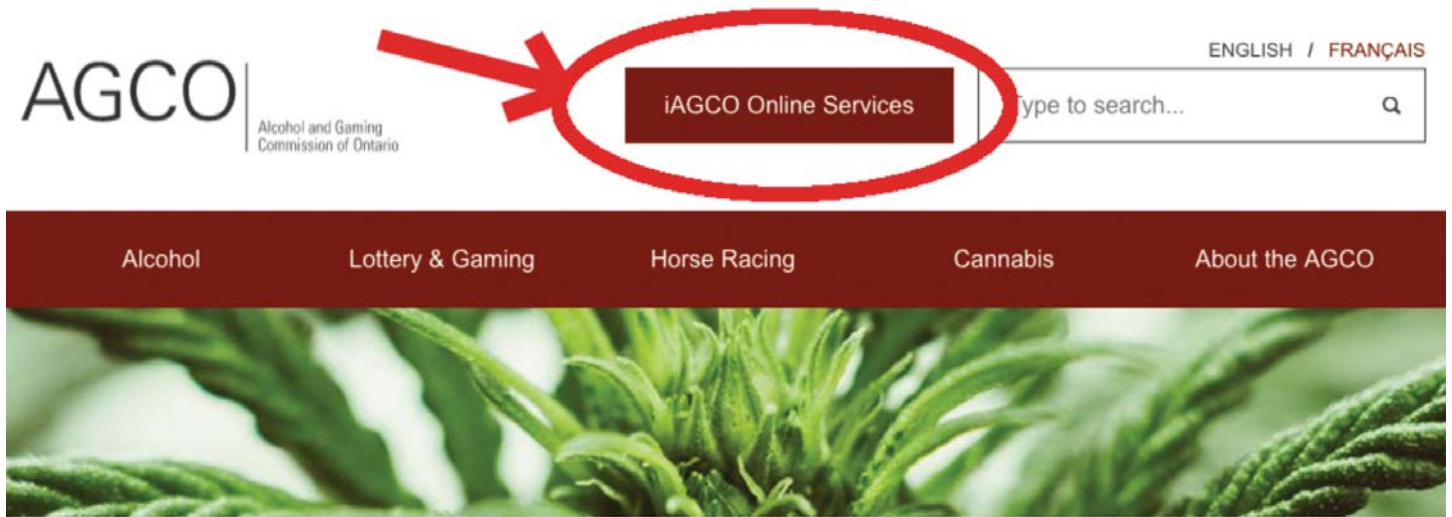 ENGLISH / FRANÇAIS
AGCO
Alcohol and Gaming
Commission of Ontario
iAGCO Online Services
Type to search...
Alcohol
Lottery & Gaming
Horse Racing
Cannabis
About the AGCO